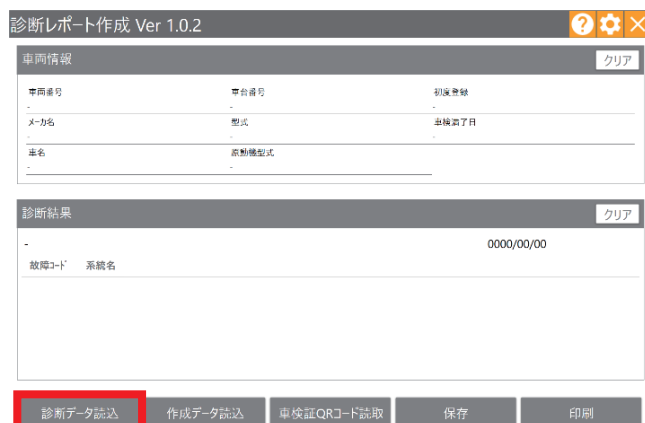 診断レポート作成 Ver 1.0.2
車両情報 クリア
車両番号 車台番号 初度登録
- - -
メーカ名 型式 車検満了日
- - -
車名 原動機型式
- -
診断結果 クリア
- 0000/00/00
故障コード 系統名
診断データ読込 作成データ読込 車検証QRコード読取 保存 印刷